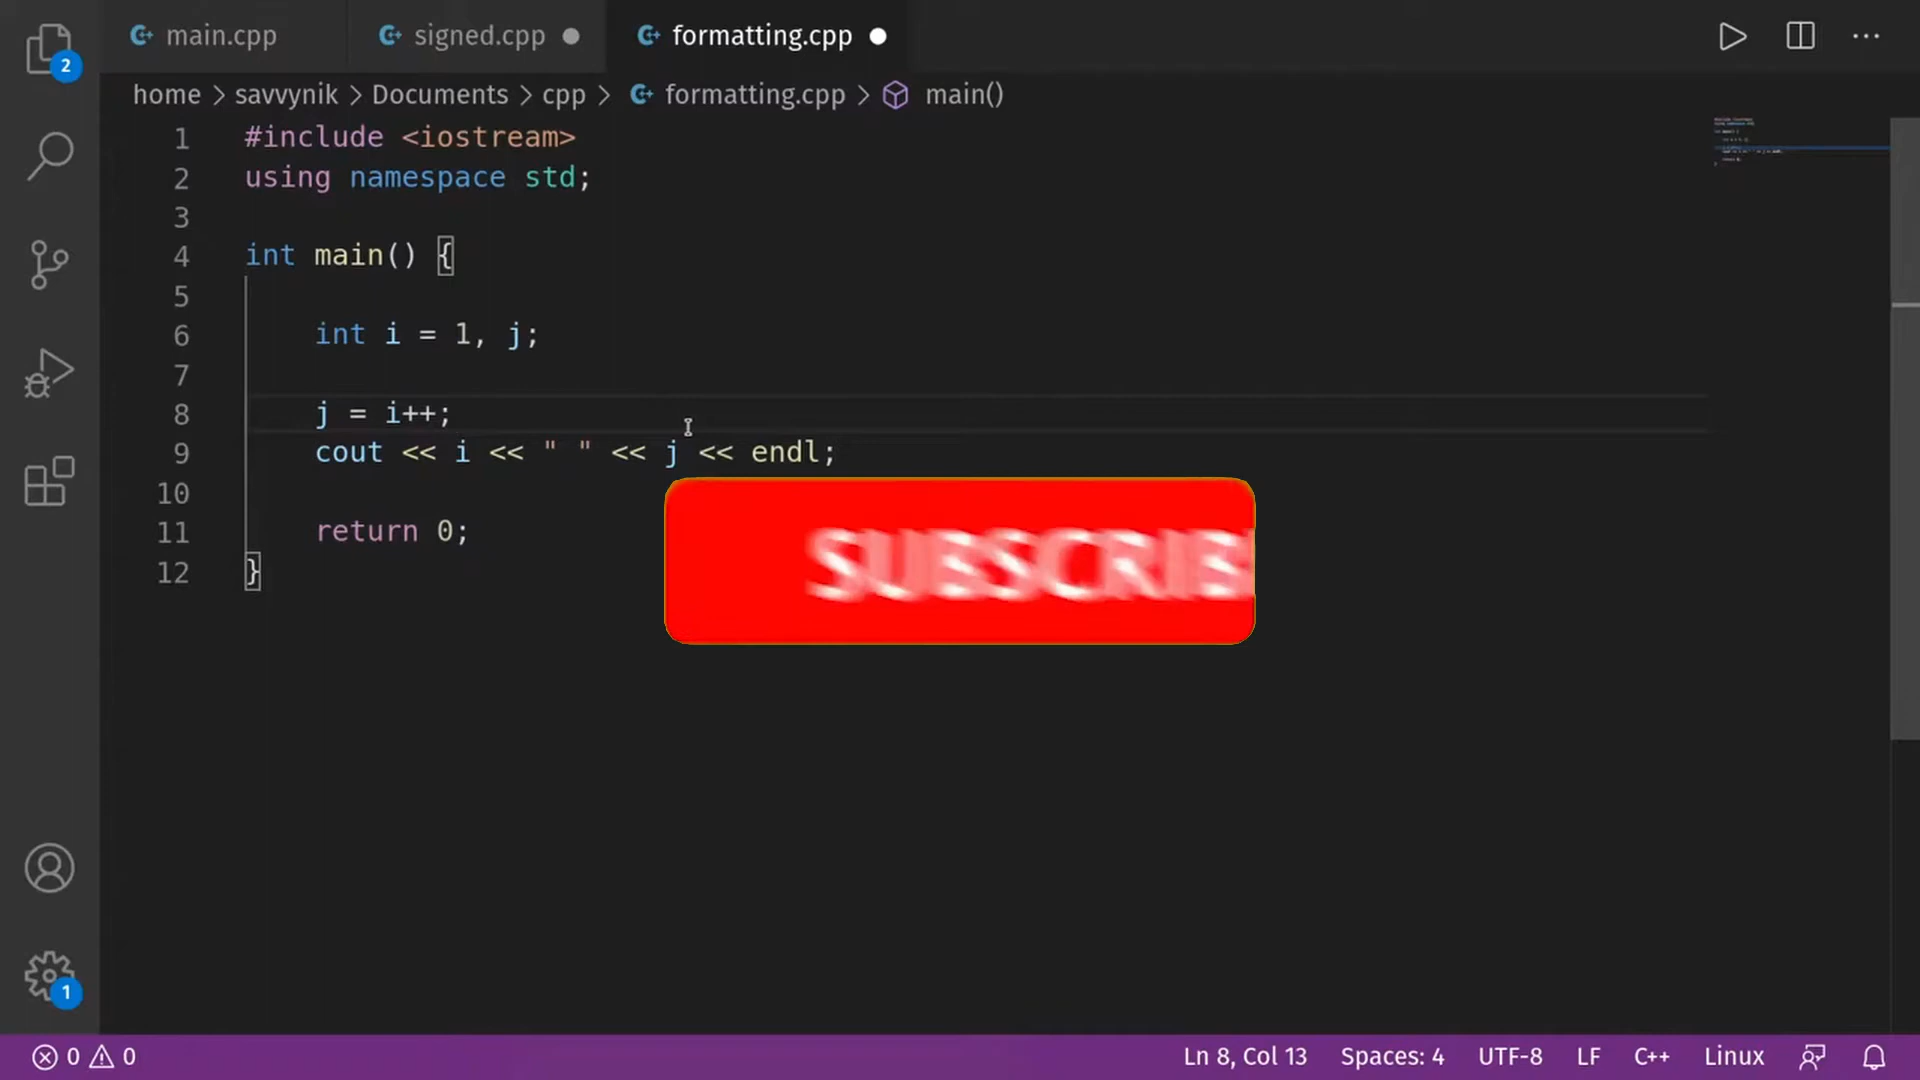 main.cpp signed.cpp formatting.cpp
2
home > savvynik > Documents > cpp > formatting.cpp > main()
1 #include <iostream>
2 using namespace std;
3
4 int main() {
5
6 int i = 1, j;
7
8 j = i++;
9 cout << i << " " << j << endl;
10
11 return 0;
12 }
SUBSCRIB
1
0 0 Ln 8, Col 13 Spaces: 4 UTF-8 LF C++ Linux